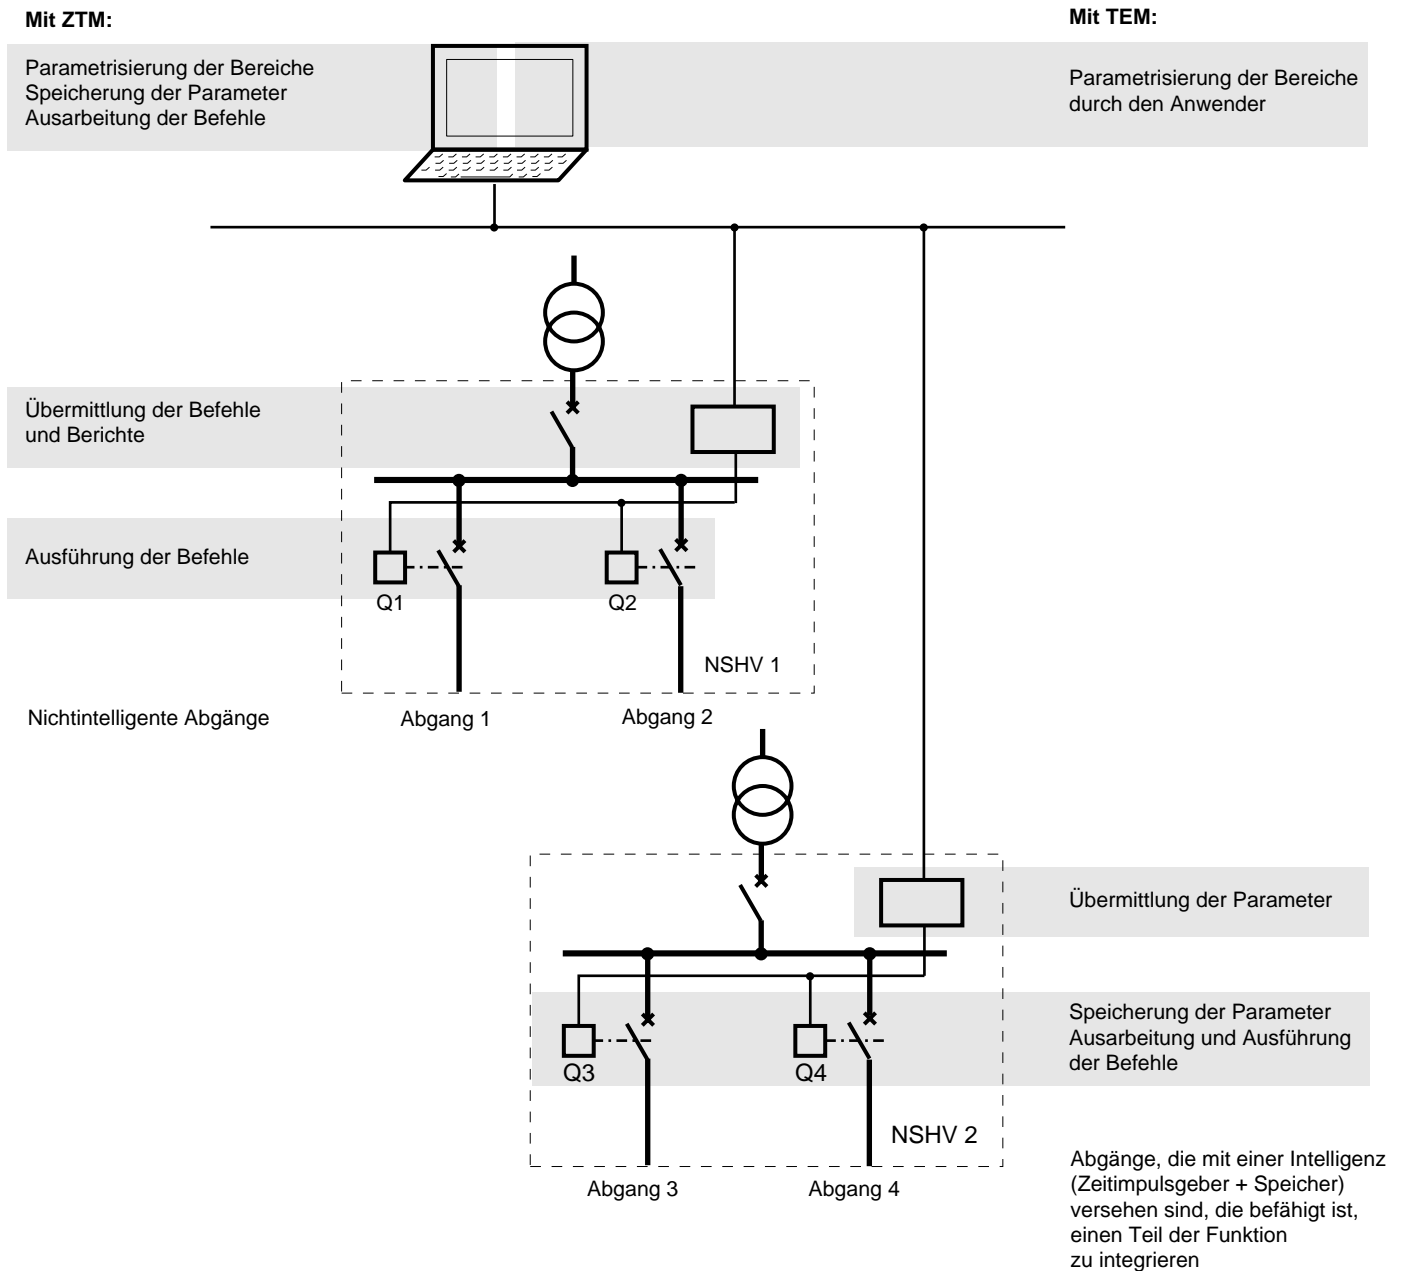 Mit ZTM:
Mit TEM:
Parametrisierung der Bereiche
Speicherung der Parameter
Ausarbeitung der Befehle
Parametrisierung der Bereiche
durch den Anwender
Übermittlung der Befehle
und Berichte
Ausführung der Befehle
Q1
Q2
NSHV 1
Nichtintelligente Abgänge
Abgang 1
Abgang 2
Übermittlung der Parameter
Speicherung der Parameter
Ausarbeitung und Ausführung
der Befehle
Q3
Q4
NSHV 2
Abgang 3
Abgang 4
Abgänge, die mit einer Intelligenz
(Zeitimpulsgeber + Speicher)
versehen sind, die befähigt ist,
einen Teil der Funktion
zu integrieren